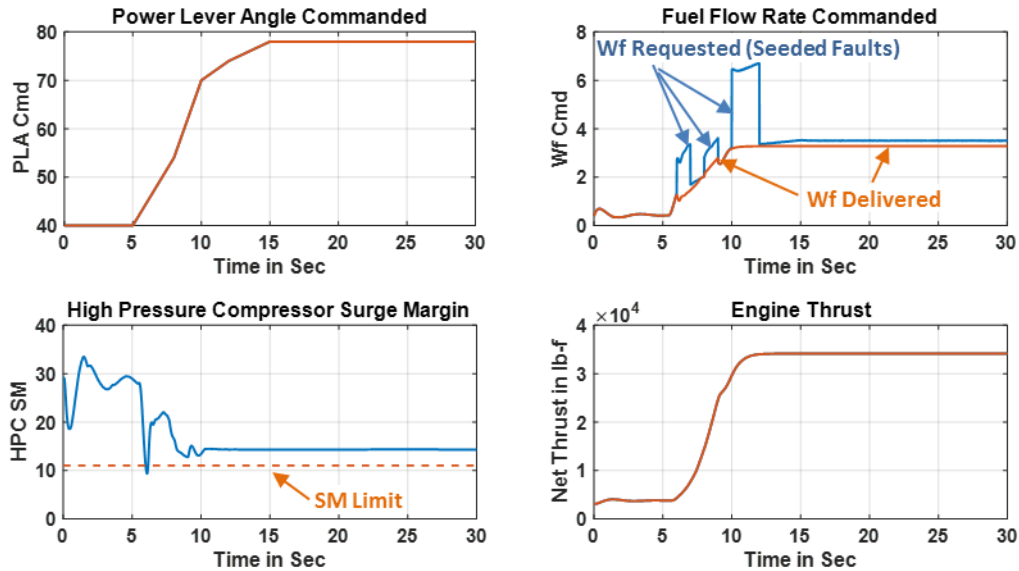 Power Lever Angle Commanded
80
70
60
50
40
PLA Cmd
0 5 10 15 20 25 30
Time in Sec
Fuel Flow Rate Commanded
Wf Requested (Seeded Faults)
8
6
4
2
0
Wf Cmd
Wf Delivered
0 5 10 15 20 25 30
Time in Sec
High Pressure Compressor Surge Margin
40
30
20
10
0
HPC SM
SM Limit
0 5 10 15 20 25 30
Time in Sec
Engine Thrust
×10⁴
4
3
2
1
0
Net Thrust in lb-f
0 5 10 15 20 25 30
Time in Sec